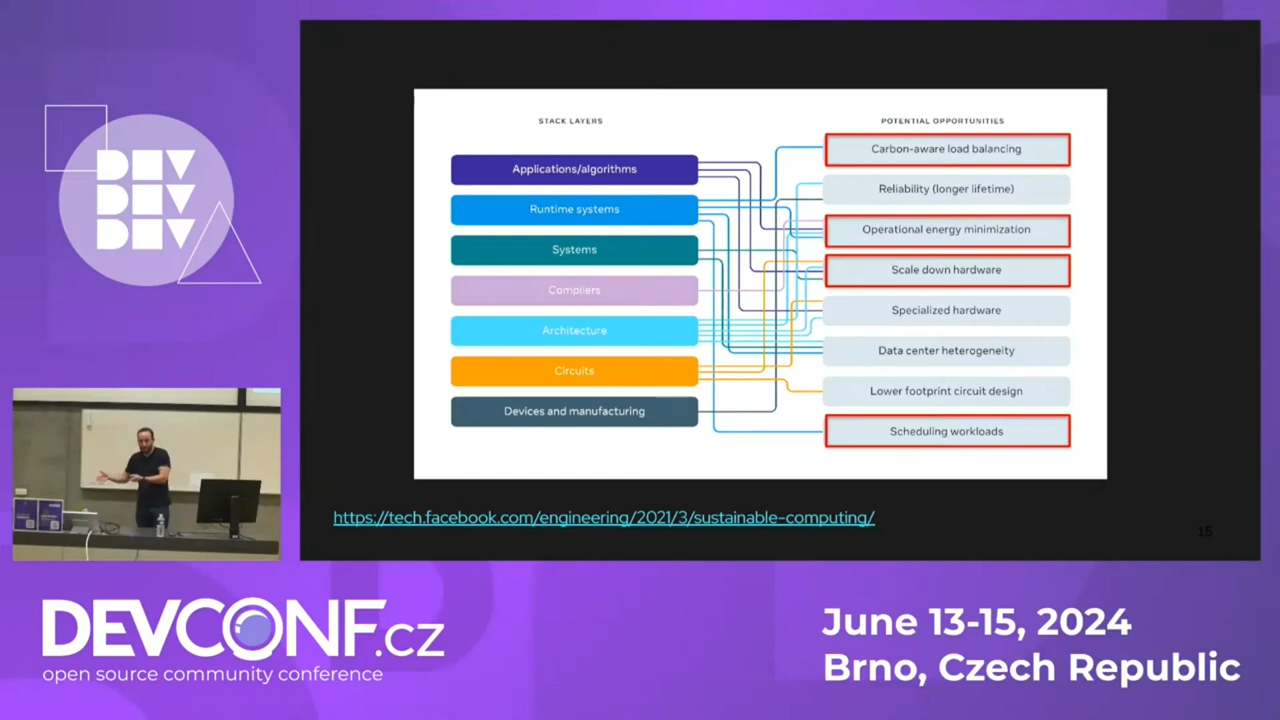 DEV
DEV
DEV
STACK LAYERS
Applications/algorithms
Runtime systems
Systems
Compilers
Architecture
Circuits
Devices and manufacturing
POTENTIAL OPPORTUNITIES
Carbon-aware load balancing
Reliability (longer lifetime)
Operational energy minimization
Scale down hardware
Specialized hardware
Data center heterogeneity
Lower footprint circuit design
Scheduling workloads
https://tech.facebook.com/engineering/2021/3/sustainable-computing/
15
DEVCONF.cz
open source community conference
June 13-15, 2024
Brno, Czech Republic